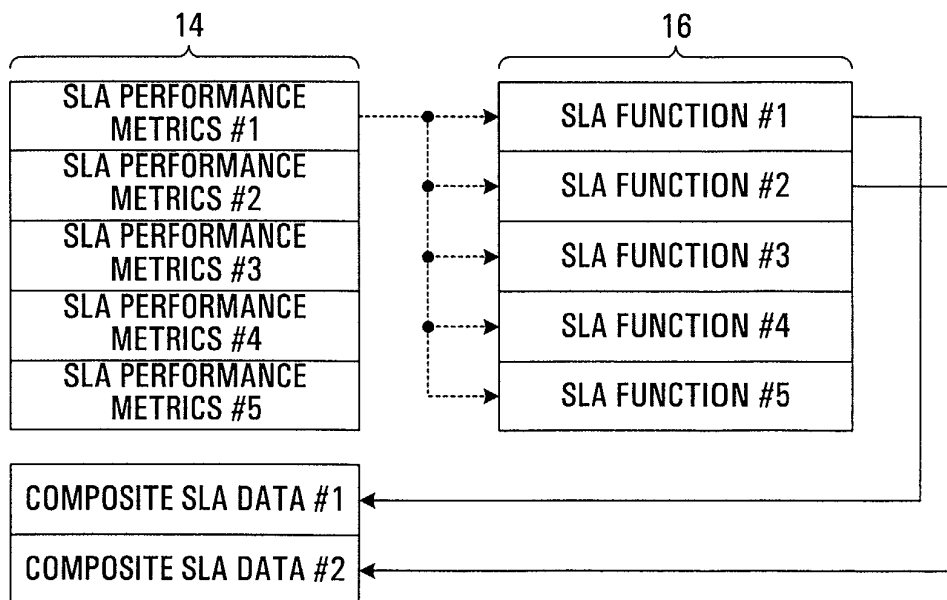 14
16
SLA PERFORMANCE
METRICS #1
SLA PERFORMANCE
METRICS #2
SLA PERFORMANCE
METRICS #3
SLA PERFORMANCE
METRICS #4
SLA PERFORMANCE
METRICS #5
SLA FUNCTION #1
SLA FUNCTION #2
SLA FUNCTION #3
SLA FUNCTION #4
SLA FUNCTION #5
COMPOSITE SLA DATA #1
COMPOSITE SLA DATA #2